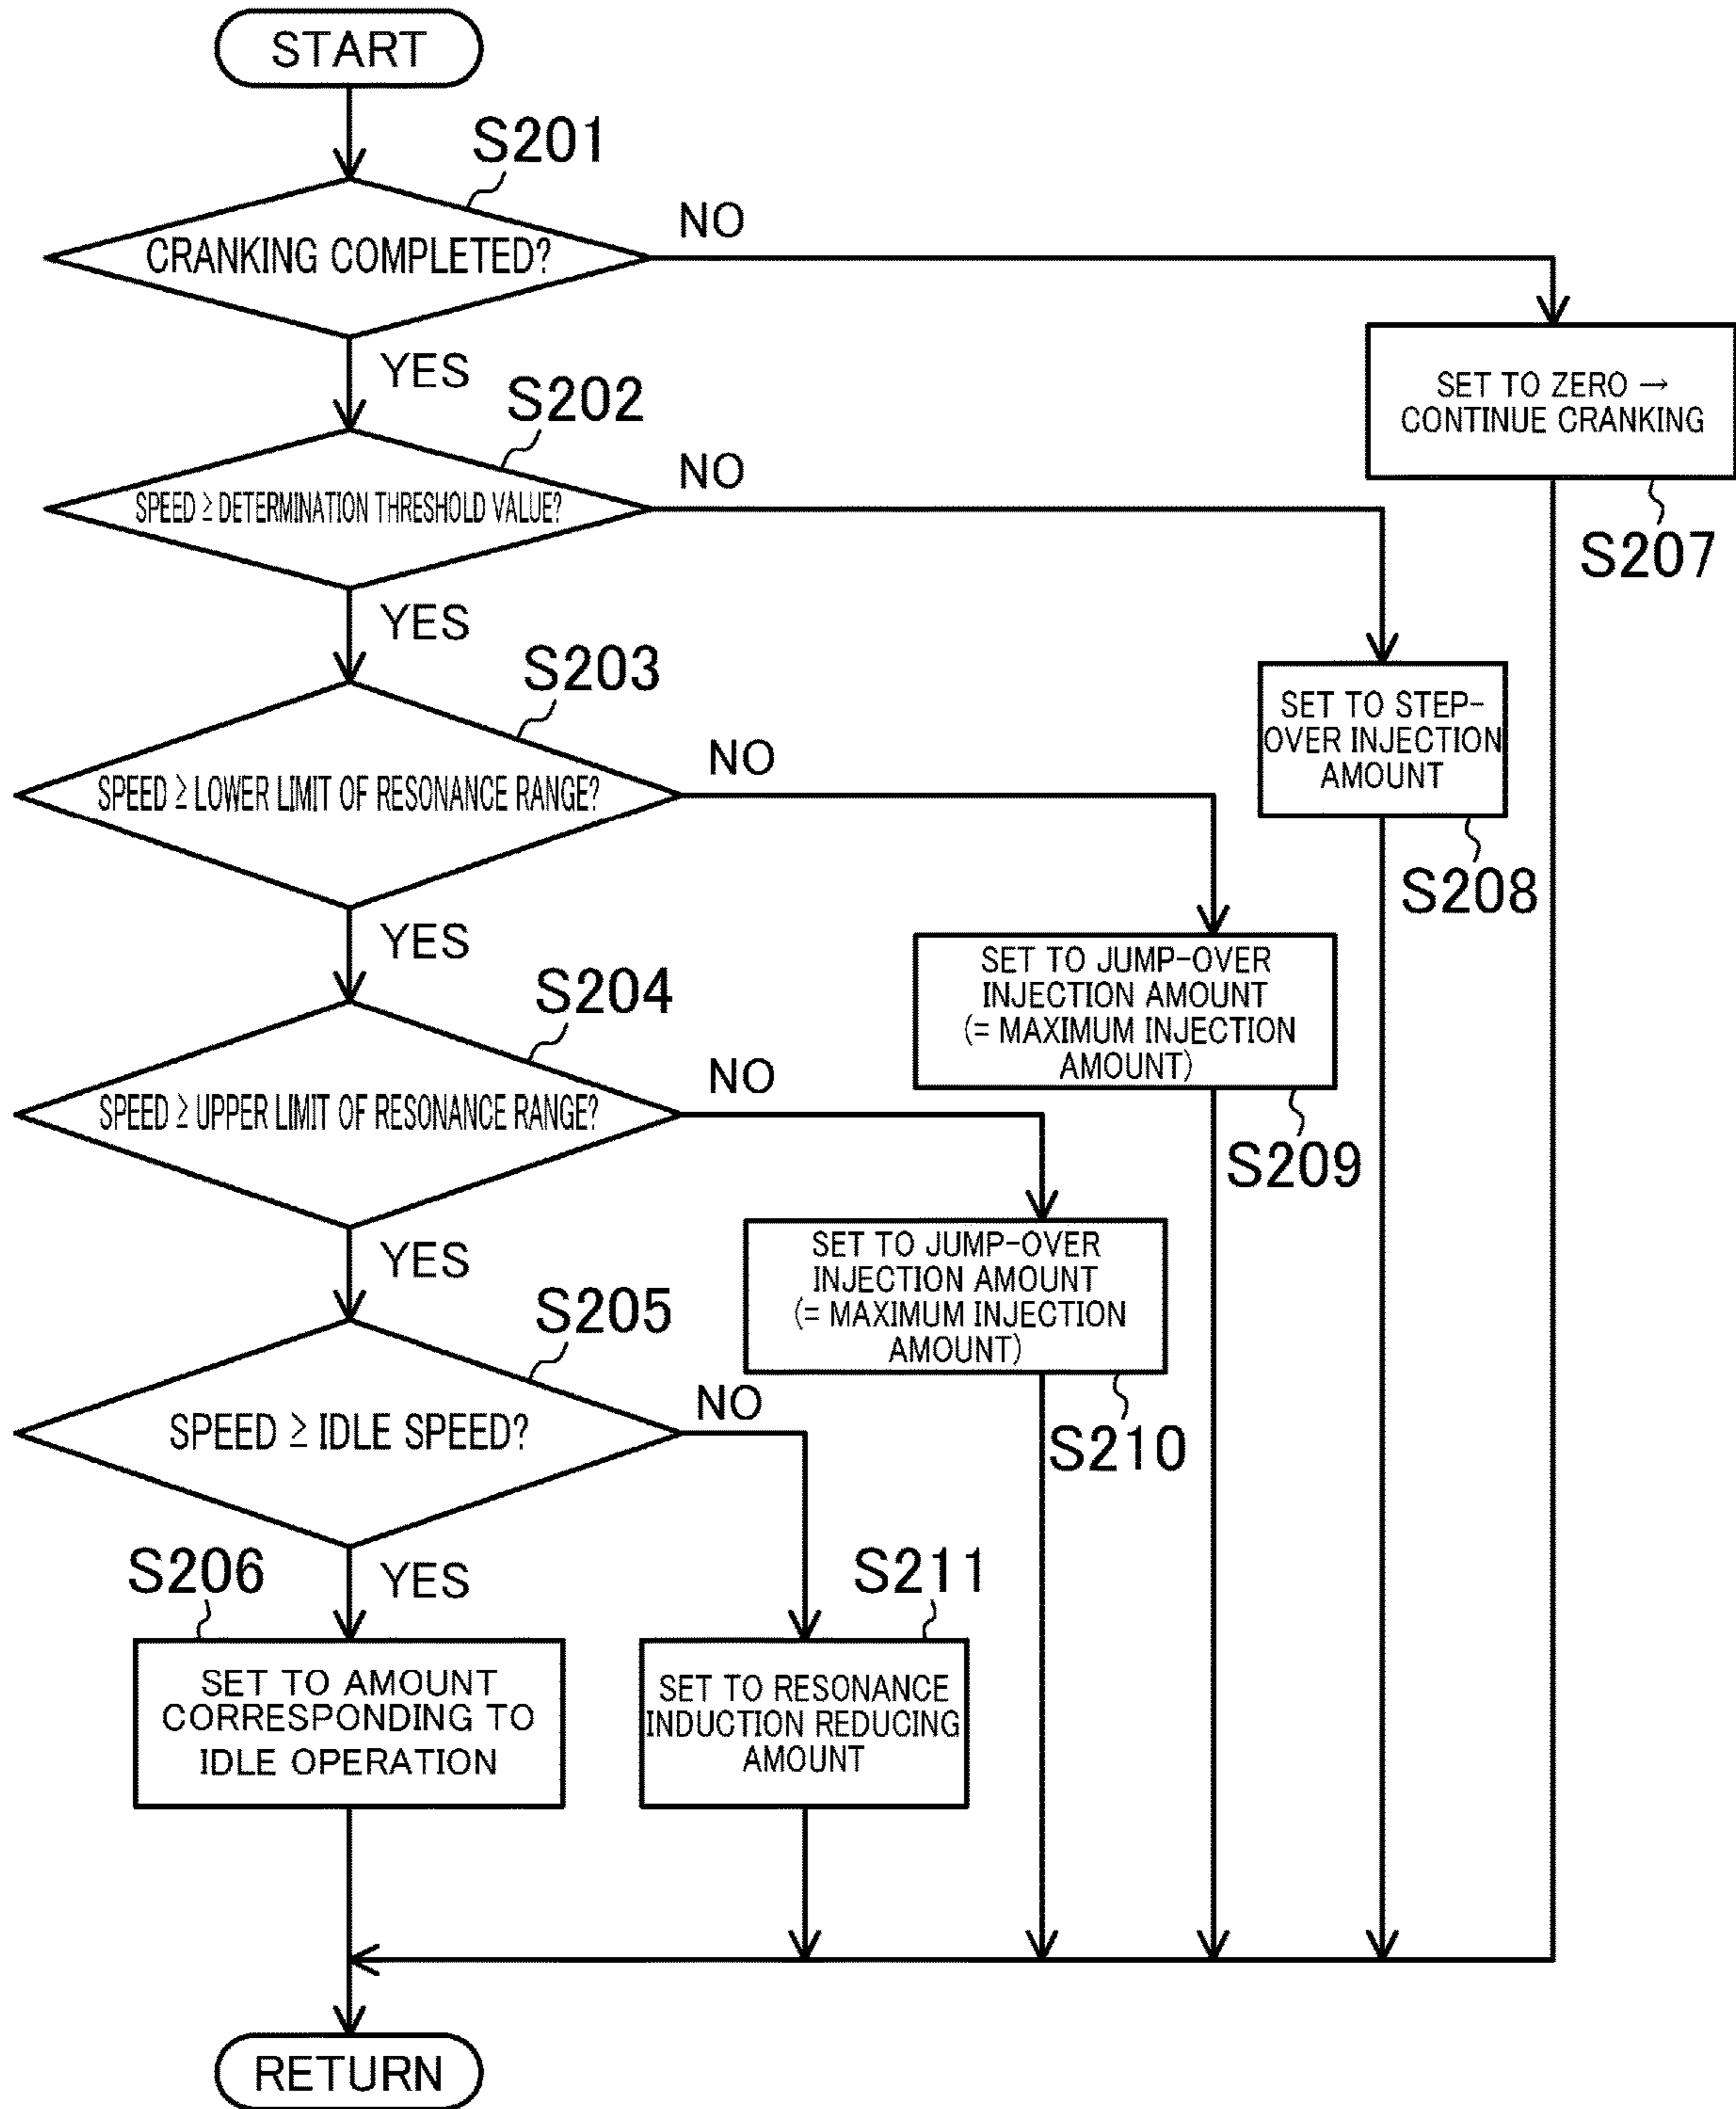 START
S201
CRANKING COMPLETED?
NO
YES
SET TO ZERO →
CONTINUE CRANKING
S207
S202
SPEED ≥ DETERMINATION THRESHOLD VALUE?
NO
YES
SET TO STEP-
OVER INJECTION
AMOUNT
S208
S203
SPEED ≥ LOWER LIMIT OF RESONANCE RANGE?
NO
YES
SET TO JUMP-OVER
INJECTION AMOUNT
(= MAXIMUM INJECTION
AMOUNT)
S209
S204
SPEED ≥ UPPER LIMIT OF RESONANCE RANGE?
NO
YES
SET TO JUMP-OVER
INJECTION AMOUNT
(= MAXIMUM INJECTION
AMOUNT)
S210
S205
SPEED ≥ IDLE SPEED?
NO
YES
S206
SET TO AMOUNT
CORRESPONDING TO
IDLE OPERATION
S211
SET TO RESONANCE
INDUCTION REDUCING
AMOUNT
RETURN